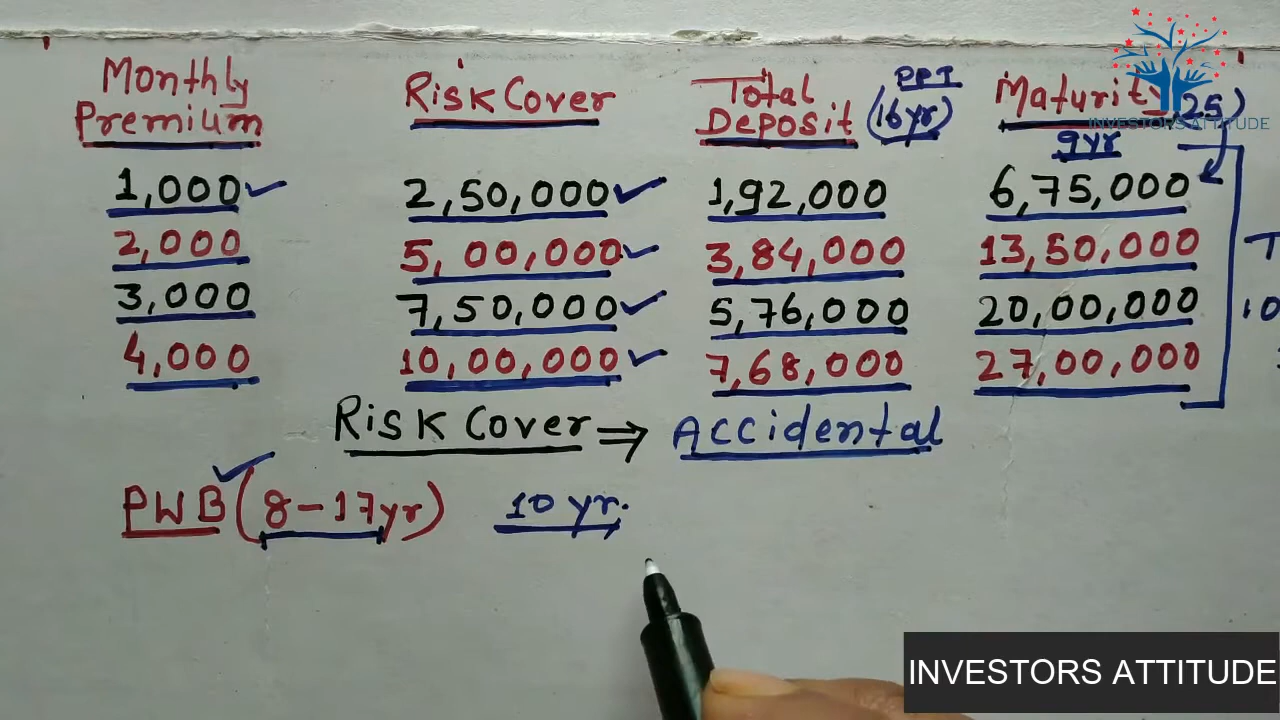 Monthly Premium Risk Cover Total Deposit PPT (16yr) Maturity (25)
9yr
1,000 2,50,000 1,92,000 6,75,000
2,000 5,00,000 3,84,000 13,50,000
3,000 7,50,000 5,76,000 20,00,000
4,000 10,00,000 7,68,000 27,00,000
T
10
Risk Cover ⇒ Accidental
PWB (8-17yr) 10 yr.
INVESTORS ATTITUDE
INVESTORS ATTITUDE